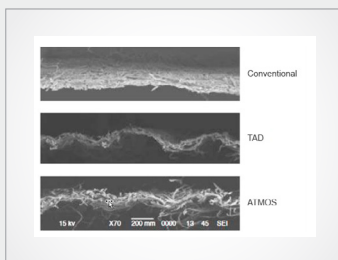 Conventional
TAD
ATMOS
15 kv X70 200 mm 0000 13 45 SEI